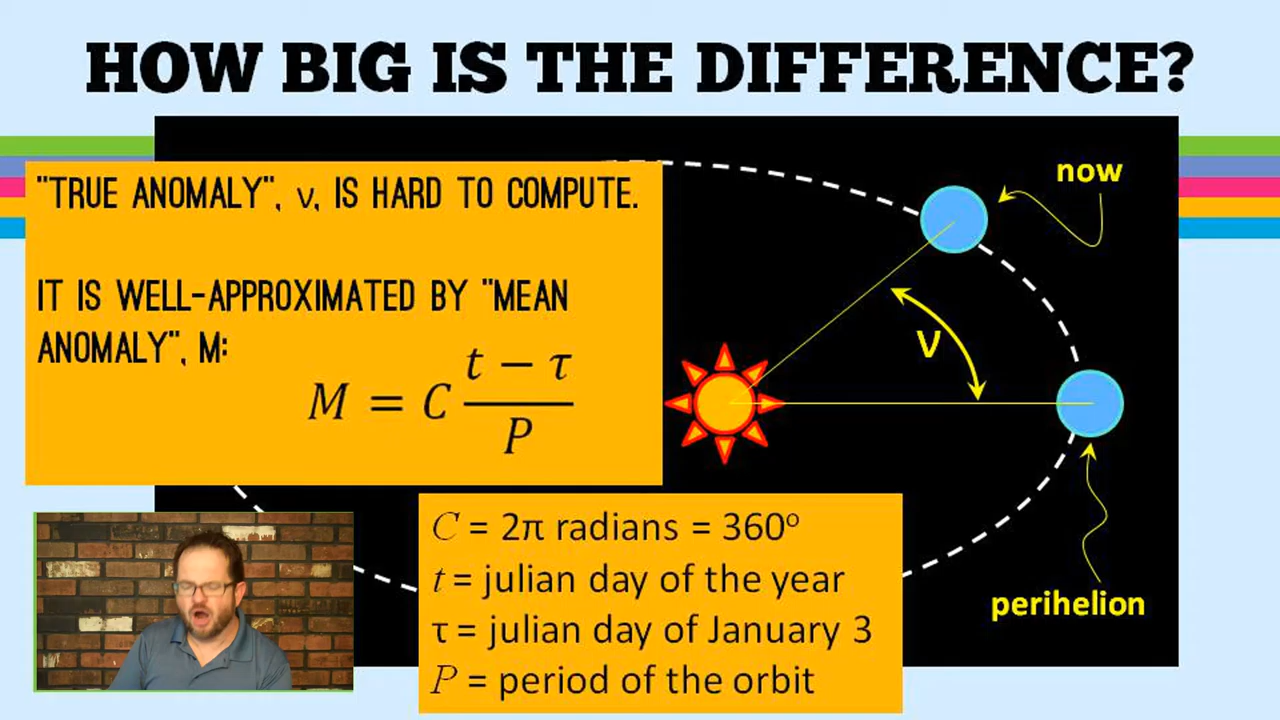 HOW BIG IS THE DIFFERENCE?
"TRUE ANOMALY", ν, IS HARD TO COMPUTE.
IT IS WELL-APPROXIMATED BY "MEAN
ANOMALY", M:
M = C (t − τ) / P
now
ν
perihelion
C = 2π radians = 360º
t = julian day of the year
τ = julian day of January 3
P = period of the orbit